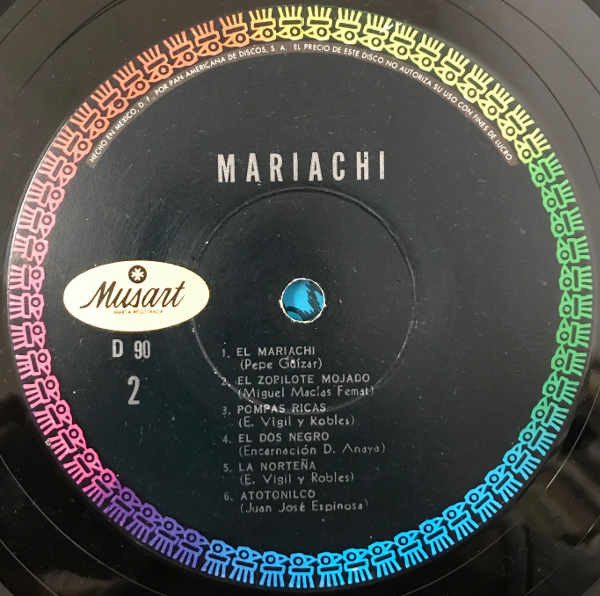 HECHO EN MEXICO, D. F. POR PAN AMERICANA DE DISCOS, S. A. EL PRECIO DE ESTE DISCO NO AUTORIZA SU USO CON FINES DE LUCRO.
MARIACHI
Musart
MARCA REGISTRADA
D 90
2
1. EL MARIACHI
(Pepe Guízar)
2. EL ZOPILOTE MOJADO
(Miguel Macías Femat)
3. POMPAS RICAS
(E. Vigil y Robles)
4. EL DOS NEGRO
(Encarnación D. Anaya)
5. LA NORTEÑA
(E. Vigil y Robles)
6. ATOTONILCO
(Juan José Espinosa)